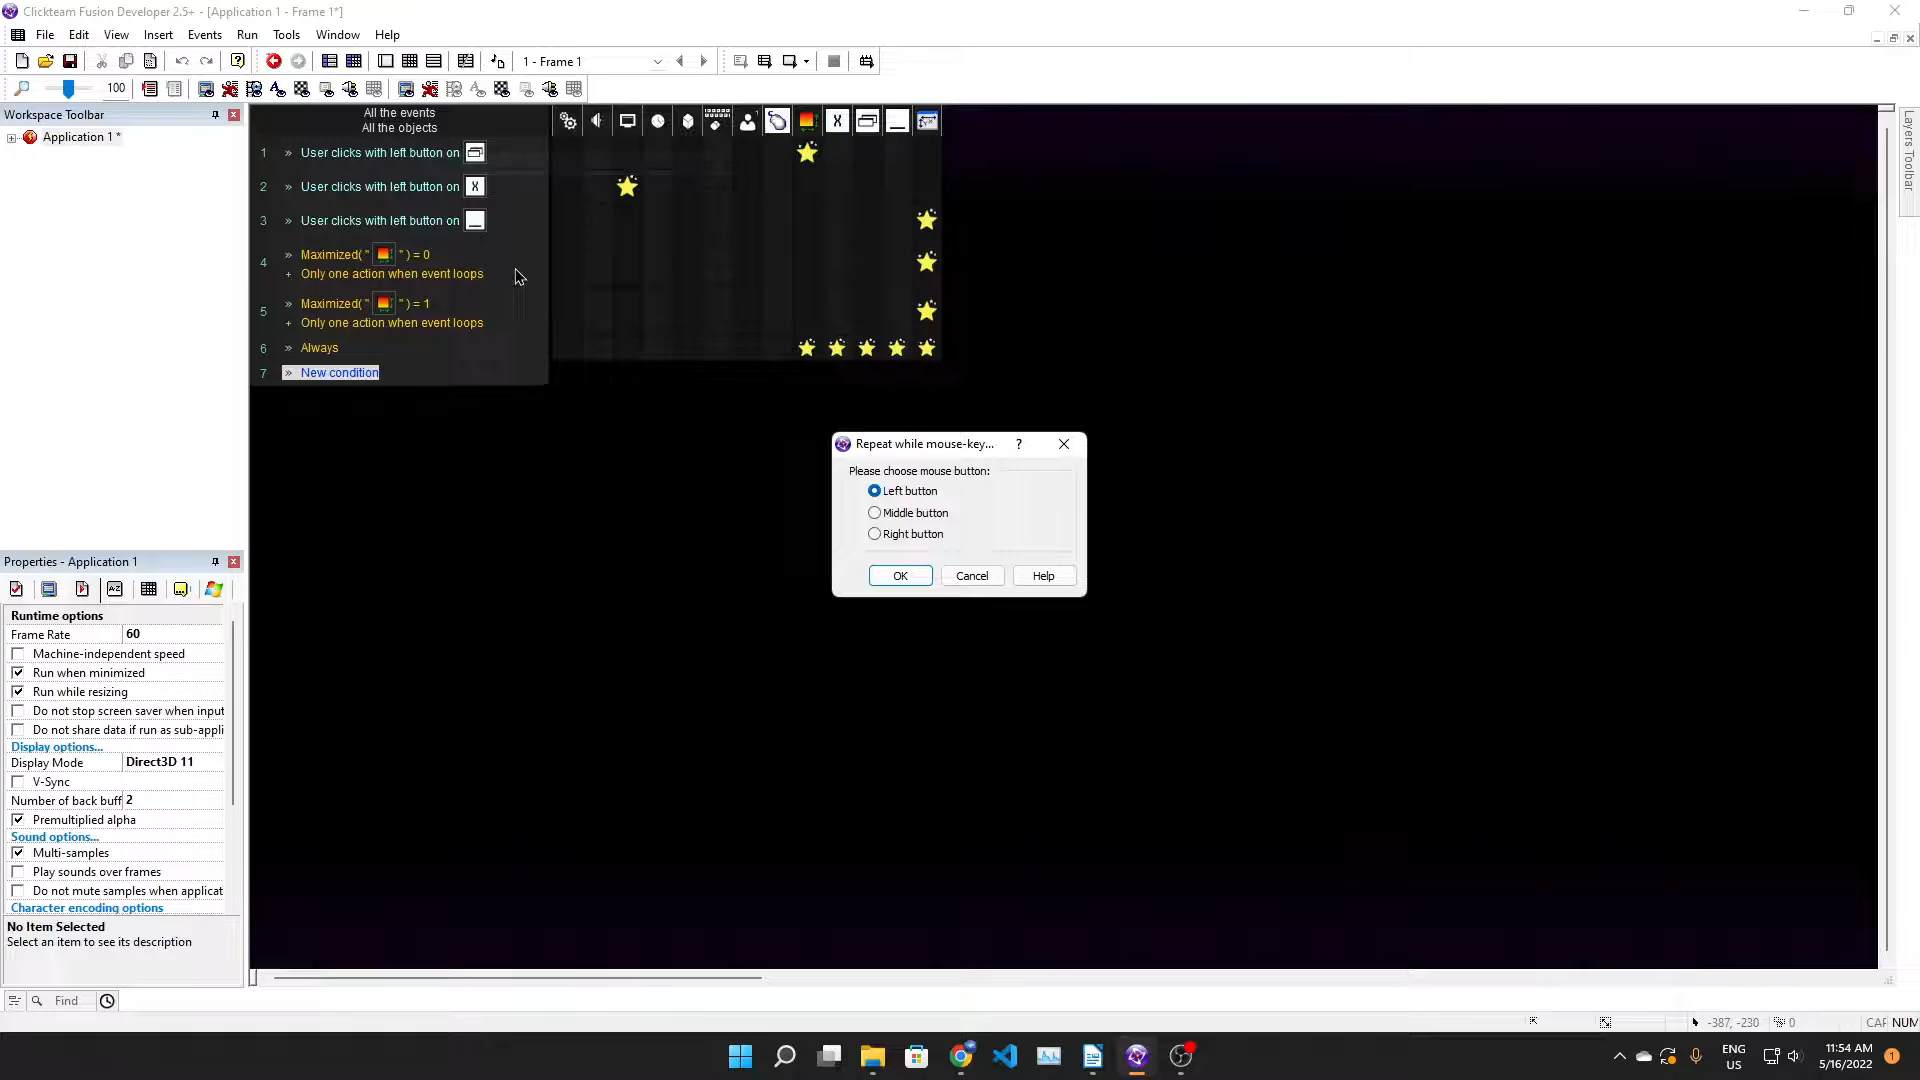 Clickteam Fusion Developer 2.5+ - [Application 1 - Frame 1*]
File Edit View Insert Events Run Tools Window Help
1 - Frame 1
100
Workspace Toolbar
Application 1 *
All the events
All the objects
1 » User clicks with left button on
2 » User clicks with left button on X
3 » User clicks with left button on
4 » Maximized( " " ) = 0
+ Only one action when event loops
5 » Maximized( " " ) = 1
+ Only one action when event loops
6 » Always
7 » New condition
Layers Toolbar
Repeat while mouse-key... ?
Please choose mouse button:
Left button
Middle button
Right button
OK Cancel Help
Properties - Application 1
Runtime options
Frame Rate 60
Machine-independent speed
Run when minimized
Run while resizing
Do not stop screen saver when input
Do not share data if run as sub-appli
Display options...
Display Mode Direct3D 11
V-Sync
Number of back buff 2
Premultiplied alpha
Sound options...
Multi-samples
Play sounds over frames
Do not mute samples when applicat
Character encoding options
No Item Selected
Select an item to see its description
Find
-387, -230 0 CAP NUM
ENG
US
11:54 AM
5/16/2022
1